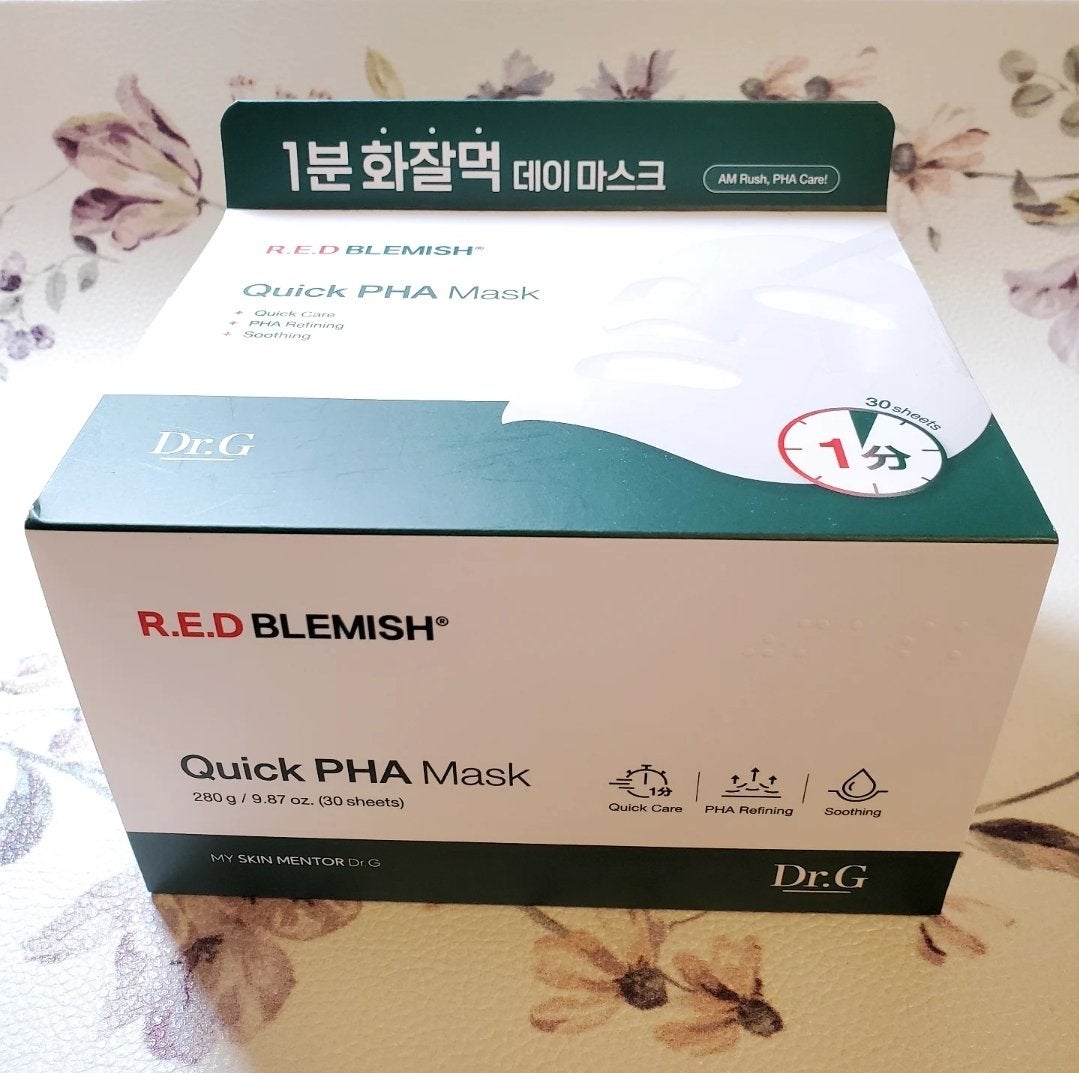 1분 화잘먹 데이 마스크 AM Rush, PHA Care!
R.E.D BLEMISH®
Quick PHA Mask
+ Quick Care
+ PHA Refining
+ Soothing
30 sheets
1分
Dr.G
R.E.D BLEMISH®
Quick PHA Mask
280 g / 9.87 oz. (30 sheets)
1分
Quick Care
PHA Refining
Soothing
MY SKIN MENTOR Dr.G
Dr.G